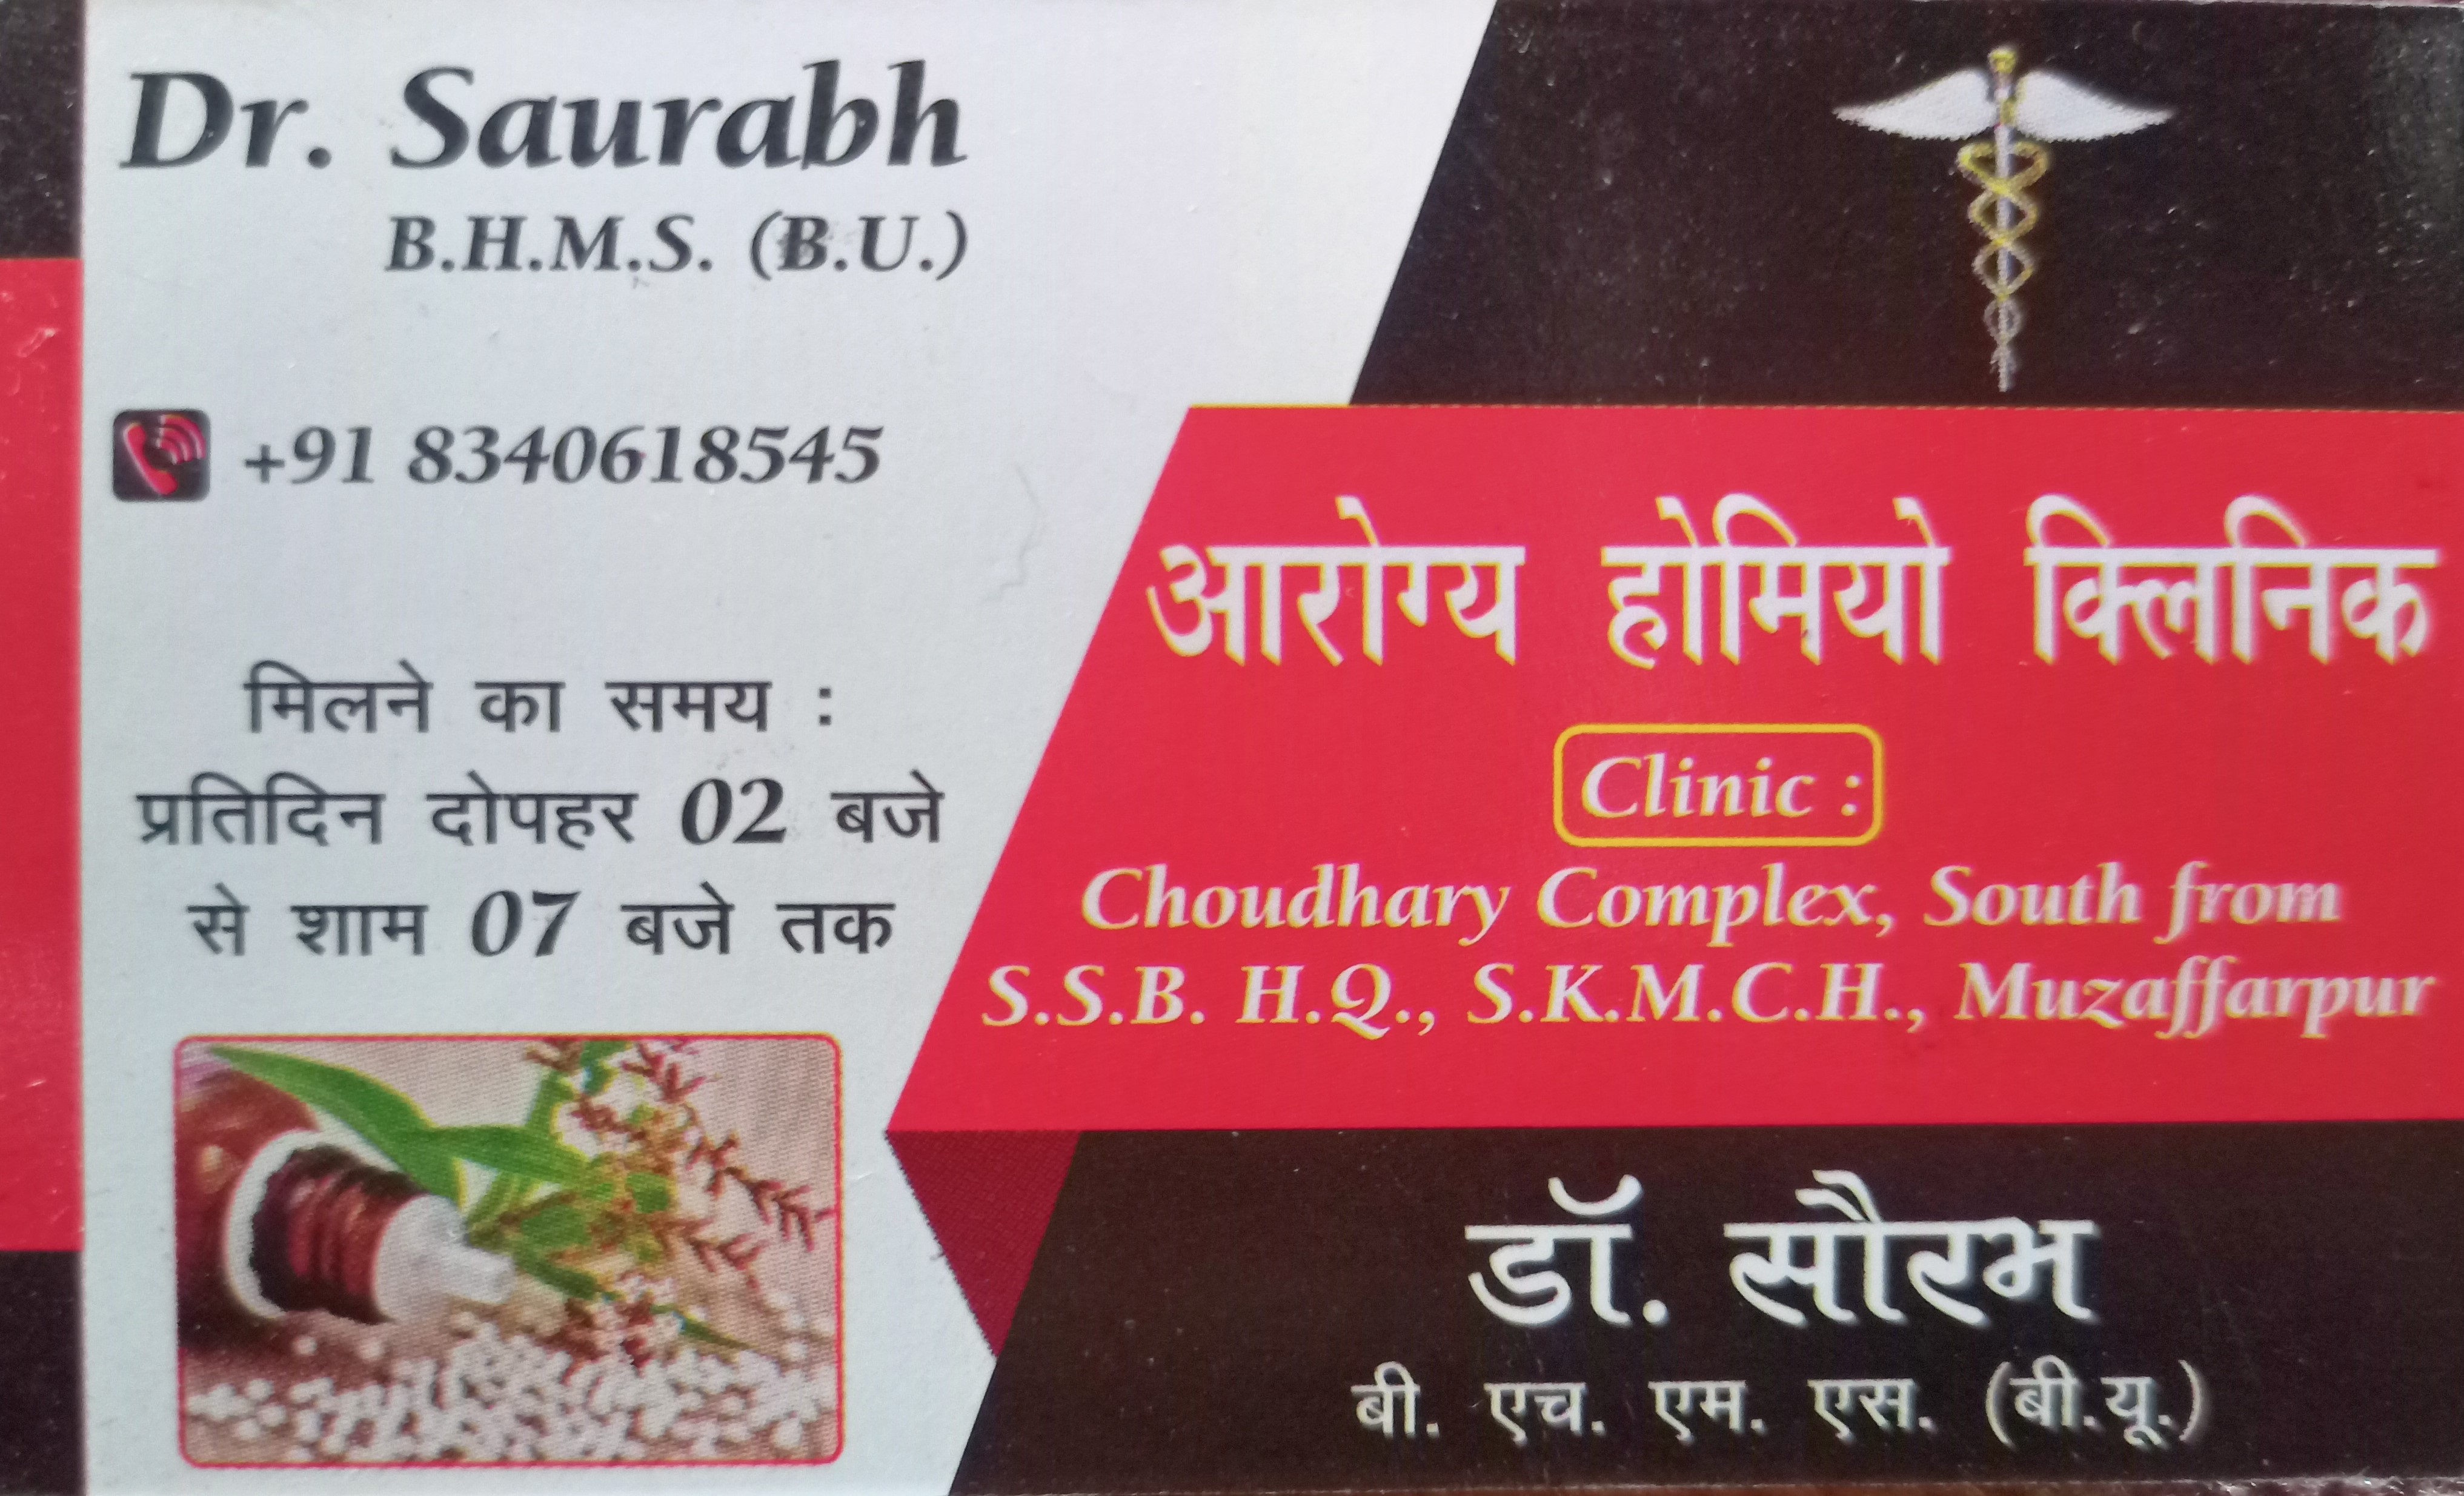 Dr. Saurabh
B.H.M.S. (B.U.)
+91 8340618545
मिलने का समय :
प्रतिदिन दोपहर 02 बजे
से शाम 07 बजे तक
आरोग्य होमियो क्लिनिक
Clinic :
Choudhary Complex, South from
S.S.B. H.Q., S.K.M.C.H., Muzaffarpur
डॉ. सौरभ
बी. एच. एम. एस. (बी.यू.)